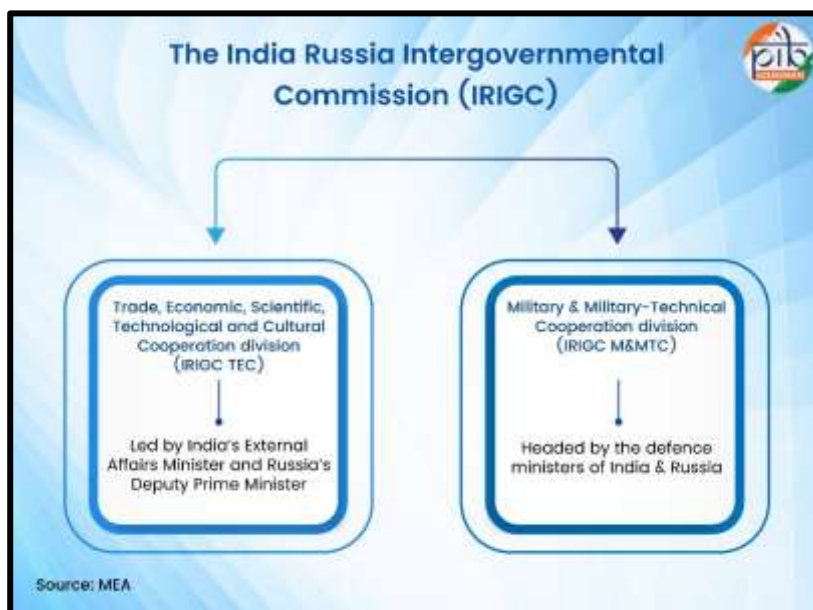 The India Russia Intergovernmental
Commission (IRIGC)
pib
Trade, Economic, Scientific,
Technological and Cultural
Cooperation division
(IRIGC TEC)
Led by India's External
Affairs Minister and Russia's
Deputy Prime Minister
Military & Military-Technical
Cooperation division
(IRIGC M&MTC)
Headed by the defence
ministers of India & Russia
Source: MEA